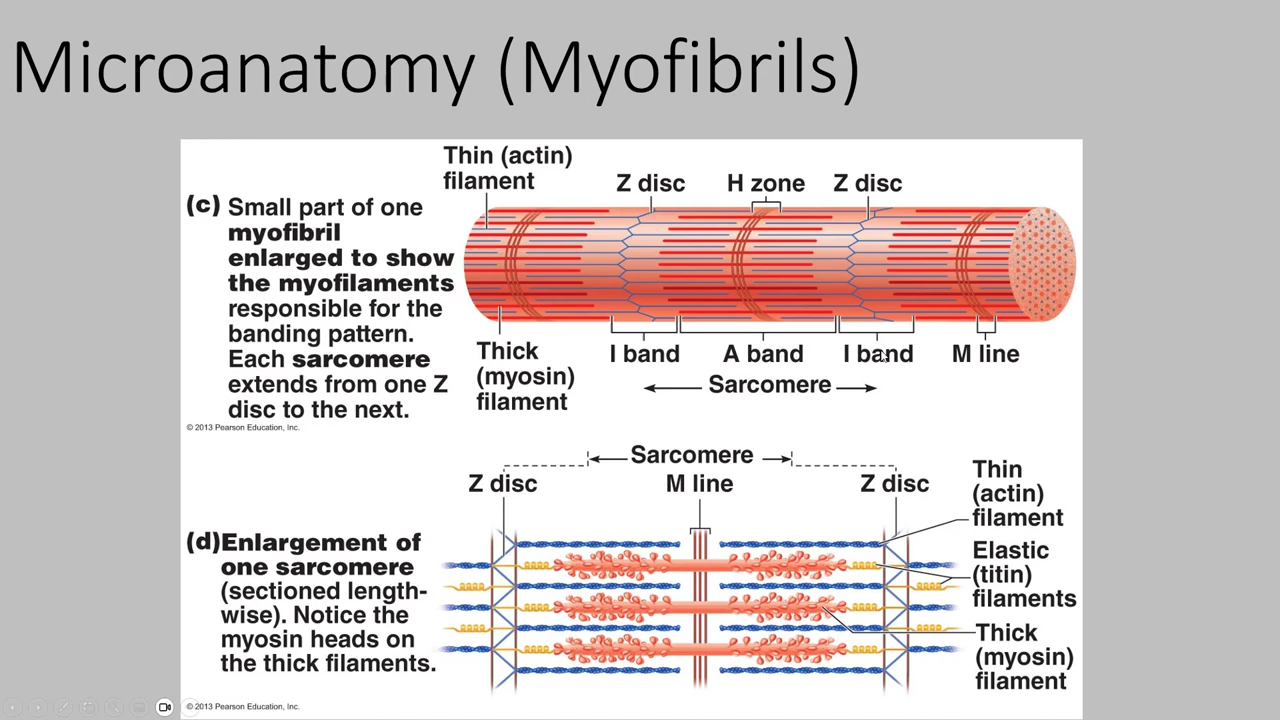 Microanatomy (Myofibrils)
Thin (actin)
filament
Z disc
H zone
Z disc
(c) Small part of one
myofibril
enlarged to show
the myofilaments
responsible for the
banding pattern.
Each sarcomere
extends from one Z
disc to the next.
Thick
(myosin)
filament
I band
A band
I band
M line
Sarcomere
© 2013 Pearson Education, Inc.
Sarcomere
Z disc
M line
Z disc
Thin
(actin)
filament
Elastic
(titin)
filaments
Thick
(myosin)
filament
(d)Enlargement of
one sarcomere
(sectioned length-
wise). Notice the
myosin heads on
the thick filaments.
© 2013 Pearson Education, Inc.